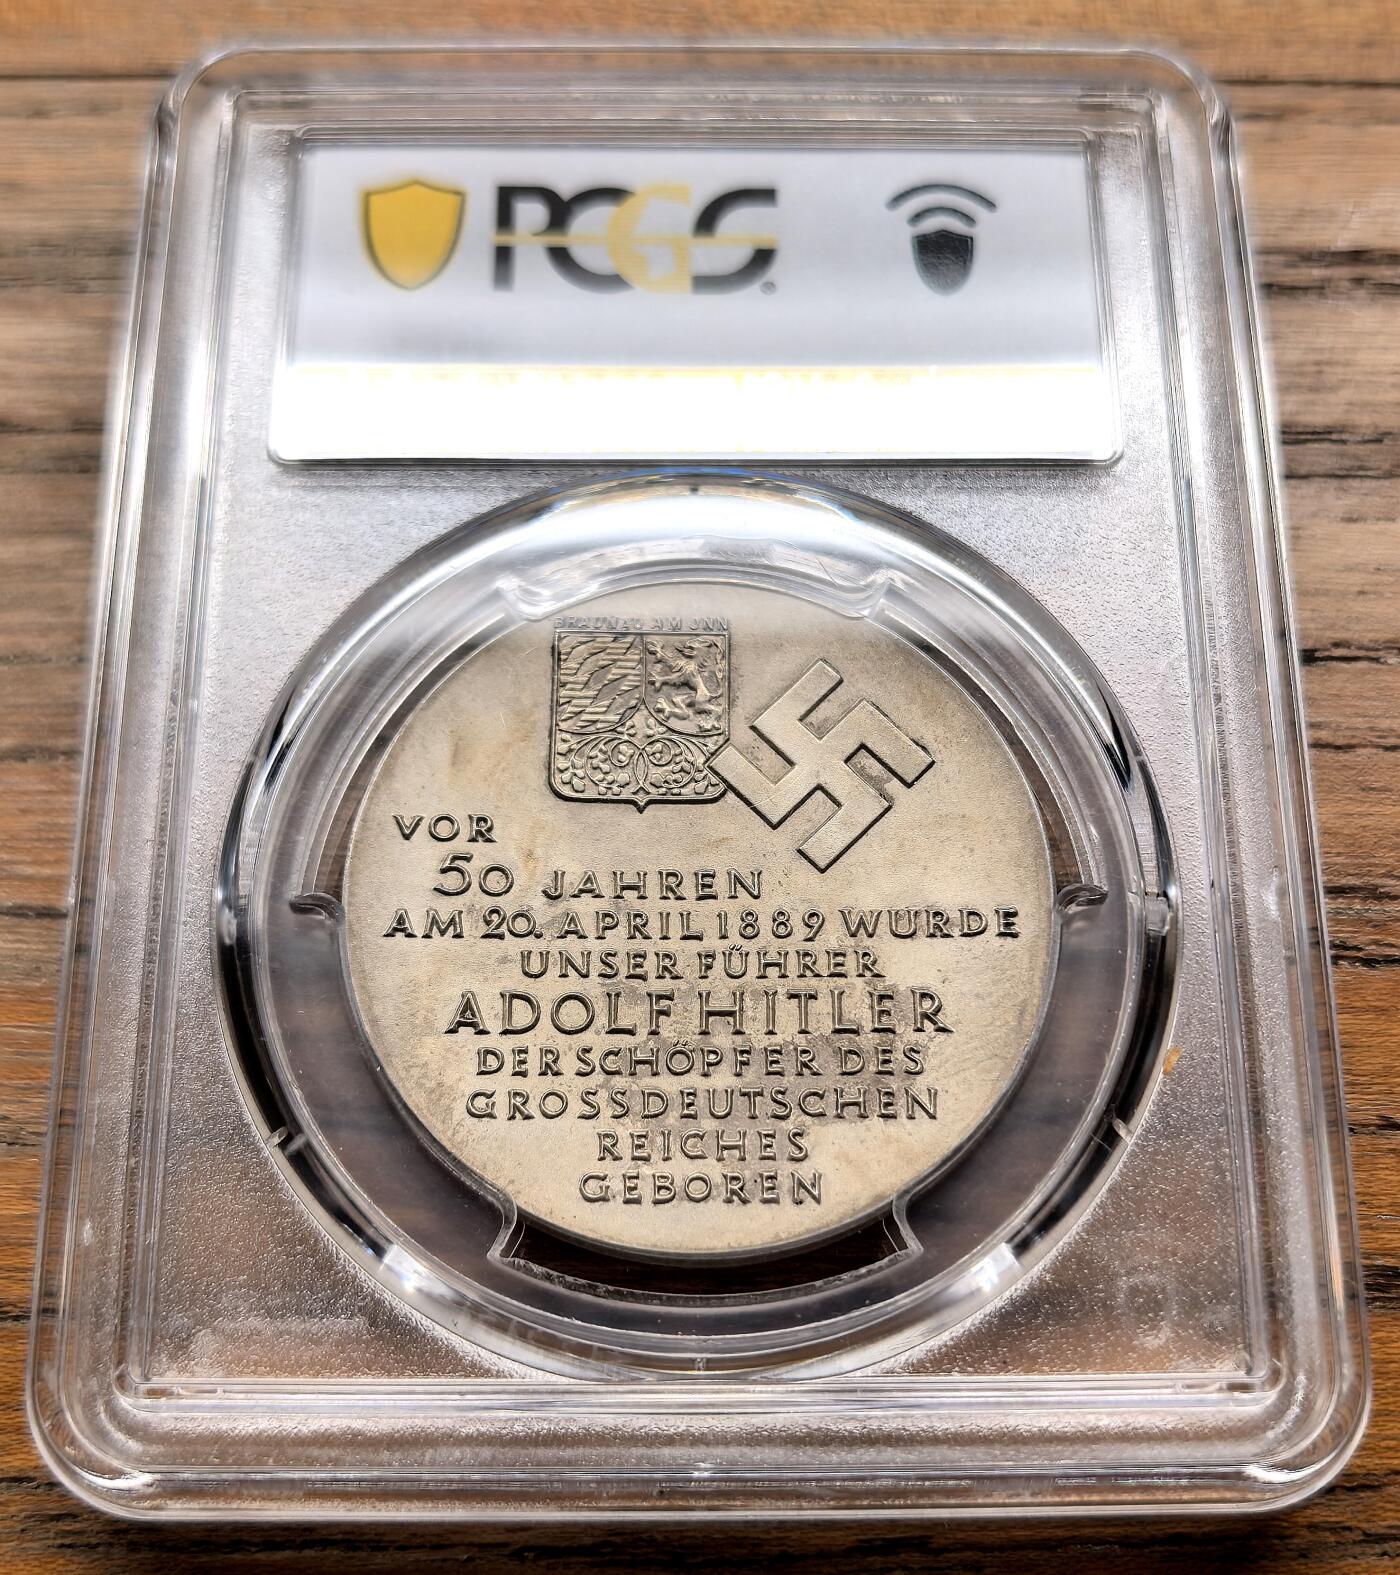 PCGS
BRAUNAU AM JNN
VOR
50 JAHREN
AM 20. APRIL 1889 WURDE
UNSER FÜHRER
ADOLF HITLER
DER SCHÖPFER DES
GROSSDEUTSCHEN
REICHES
GEBOREN